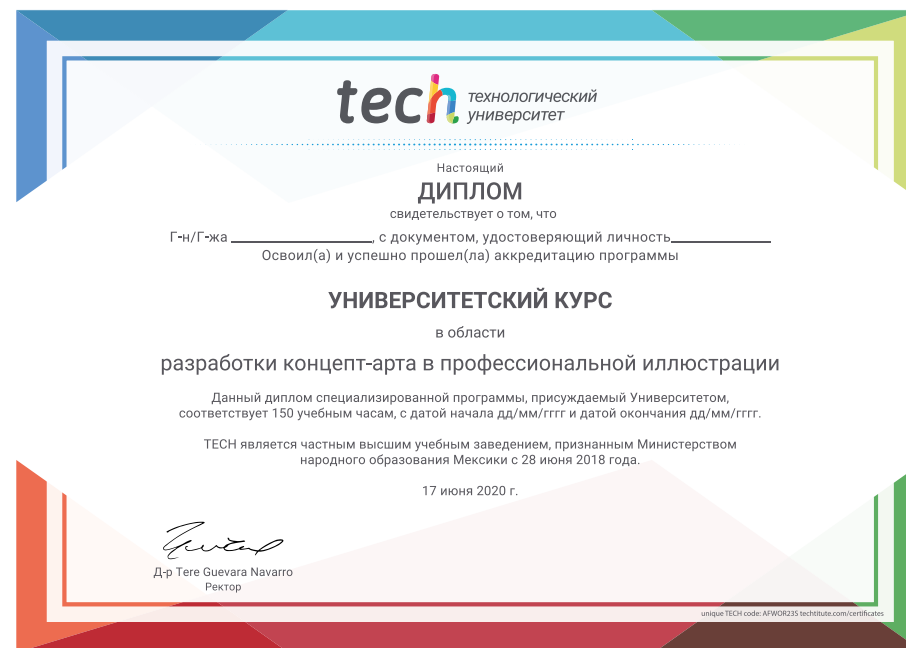 tech технологический
университет
Настоящий
ДИПЛОМ
свидетельствует о том, что
Г-н/Г-жа ____________________, с документом, удостоверяющий личность______________
Освоил(а) и успешно прошел(ла) аккредитацию программы
УНИВЕРСИТЕТСКИЙ КУРС
в области
разработки концепт-арта в профессиональной иллюстрации
Данный диплом специализированной программы, присуждаемый Университетом,
соответствует 150 учебным часам, с датой начала дд/мм/гггг и датой окончания дд/мм/гггг.
TECH является частным высшим учебным заведением, признанным Министерством
народного образования Мексики с 28 июня 2018 года.
17 июня 2020 г.
Д-р Tere Guevara Navarro
Ректор
unique TECH code: AFWOR23S techtitute.com/certificates